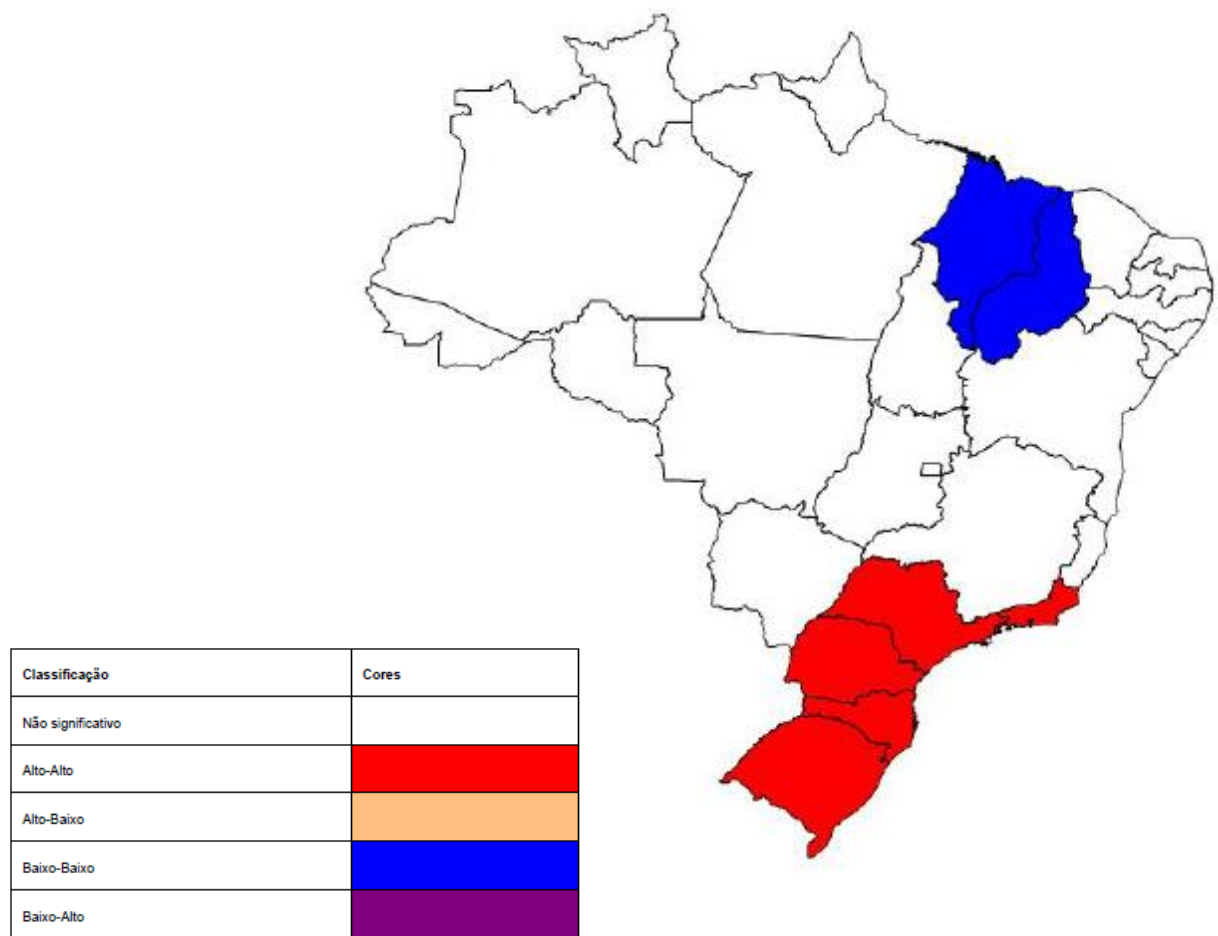 Classificação Cores
Não significativo
Alto-Alto
Alto-Baixo
Baixo-Baixo
Baixo-Alto